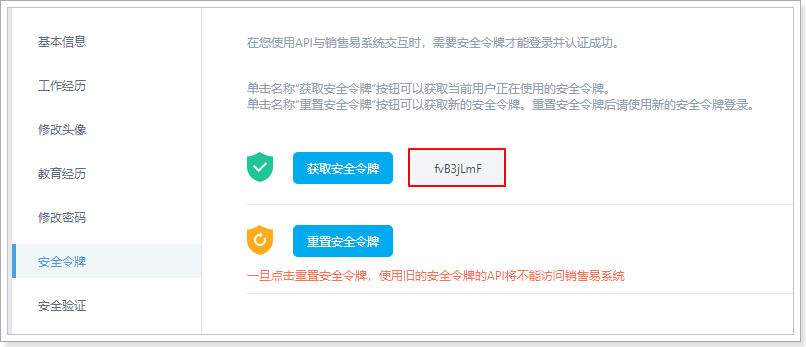 基本信息
工作经历
修改头像
教育经历
修改密码
安全令牌
安全验证
在您使用API与销售易系统交互时，需要安全令牌才能登录并认证成功。
单击名称“获取安全令牌”按钮可以获取当前用户正在使用的安全令牌。
单击名称“重置安全令牌”按钮可以获取新的安全令牌。重置安全令牌后请使用新的安全令牌登录。
获取安全令牌
fvB3jLmF
重置安全令牌
一旦点击重置安全令牌，使用旧的安全令牌的API将不能访问销售易系统